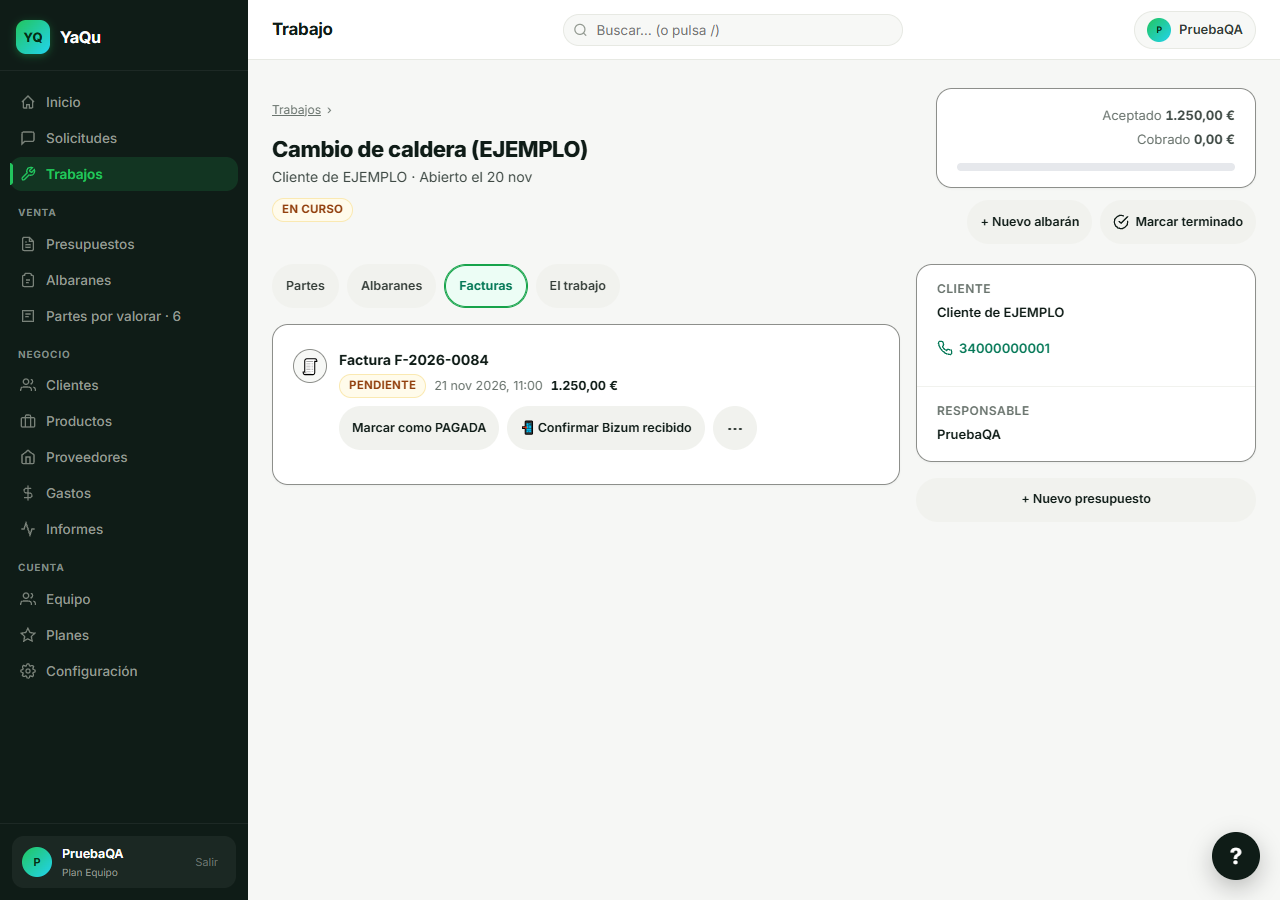 YQ YaQu
Inicio
Solicitudes
Trabajos
VENTA
Presupuestos
Albaranes
Partes por valorar · 6
NEGOCIO
Clientes
Productos
Proveedores
Gastos
Informes
CUENTA
Equipo
Planes
Configuración
P
PruebaQA
Plan Equipo
Salir
Trabajo
Buscar... (o pulsa /)
P PruebaQA
Trabajos ›
Cambio de caldera (EJEMPLO)
Cliente de EJEMPLO · Abierto el 20 nov
EN CURSO
Aceptado 1.250,00 €
Cobrado 0,00 €
+ Nuevo albarán
Marcar terminado
Partes
Albaranes
Facturas
El trabajo
Factura F-2026-0084
PENDIENTE 21 nov 2026, 11:00 1.250,00 €
Marcar como PAGADA
Confirmar Bizum recibido
···
CLIENTE
Cliente de EJEMPLO
34000000001
RESPONSABLE
PruebaQA
+ Nuevo presupuesto
?